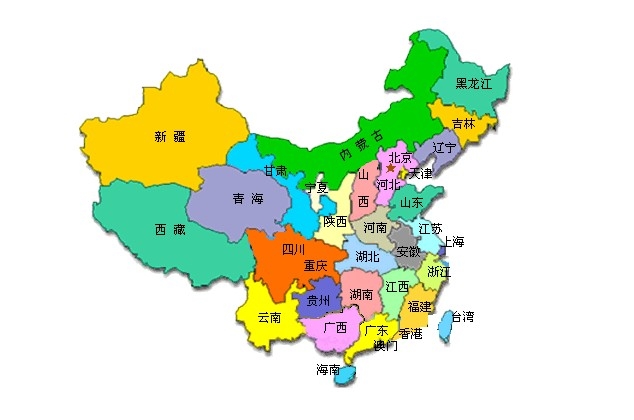 黑龙江
吉林
辽宁
内蒙古
北京
天津
河北
新疆
甘肃
宁夏
山西
青海
山东
西藏
陕西
河南
江苏
上海
安徽
四川
重庆
湖北
浙江
贵州
湖南
江西
福建
云南
广西
广东
台湾
香港
澳门
海南